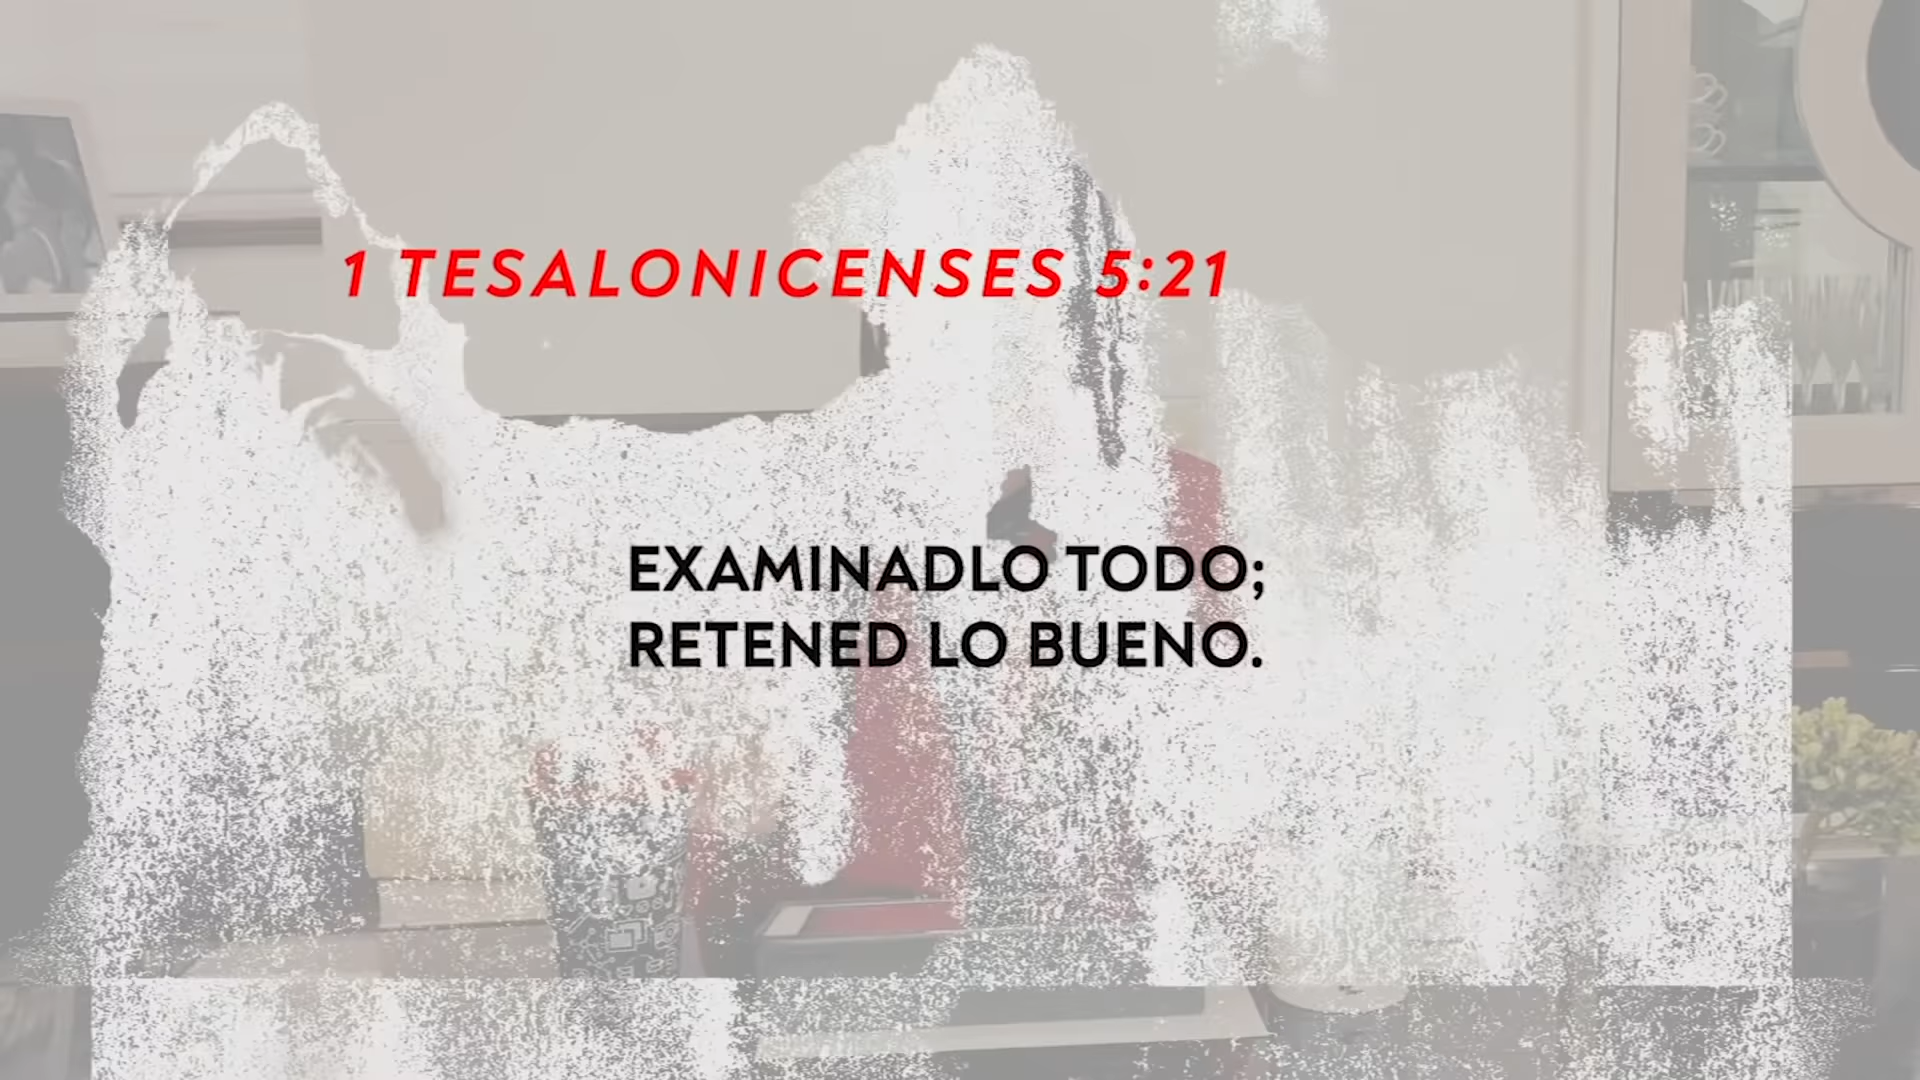 1 TESALONICENSES 5:21
EXAMINADLO TODO;
RETENED LO BUENO.